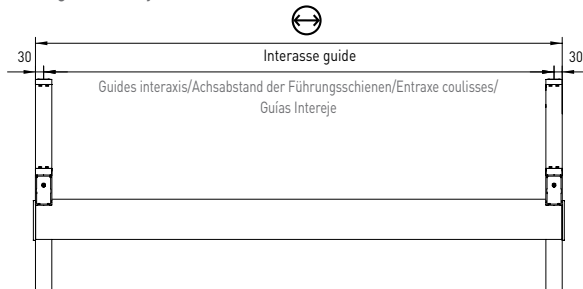 30
Interasse guide
30
Guides interaxis/Achsabstand der Führungsschienen/Entraxe coulisses/
Guías Intereje